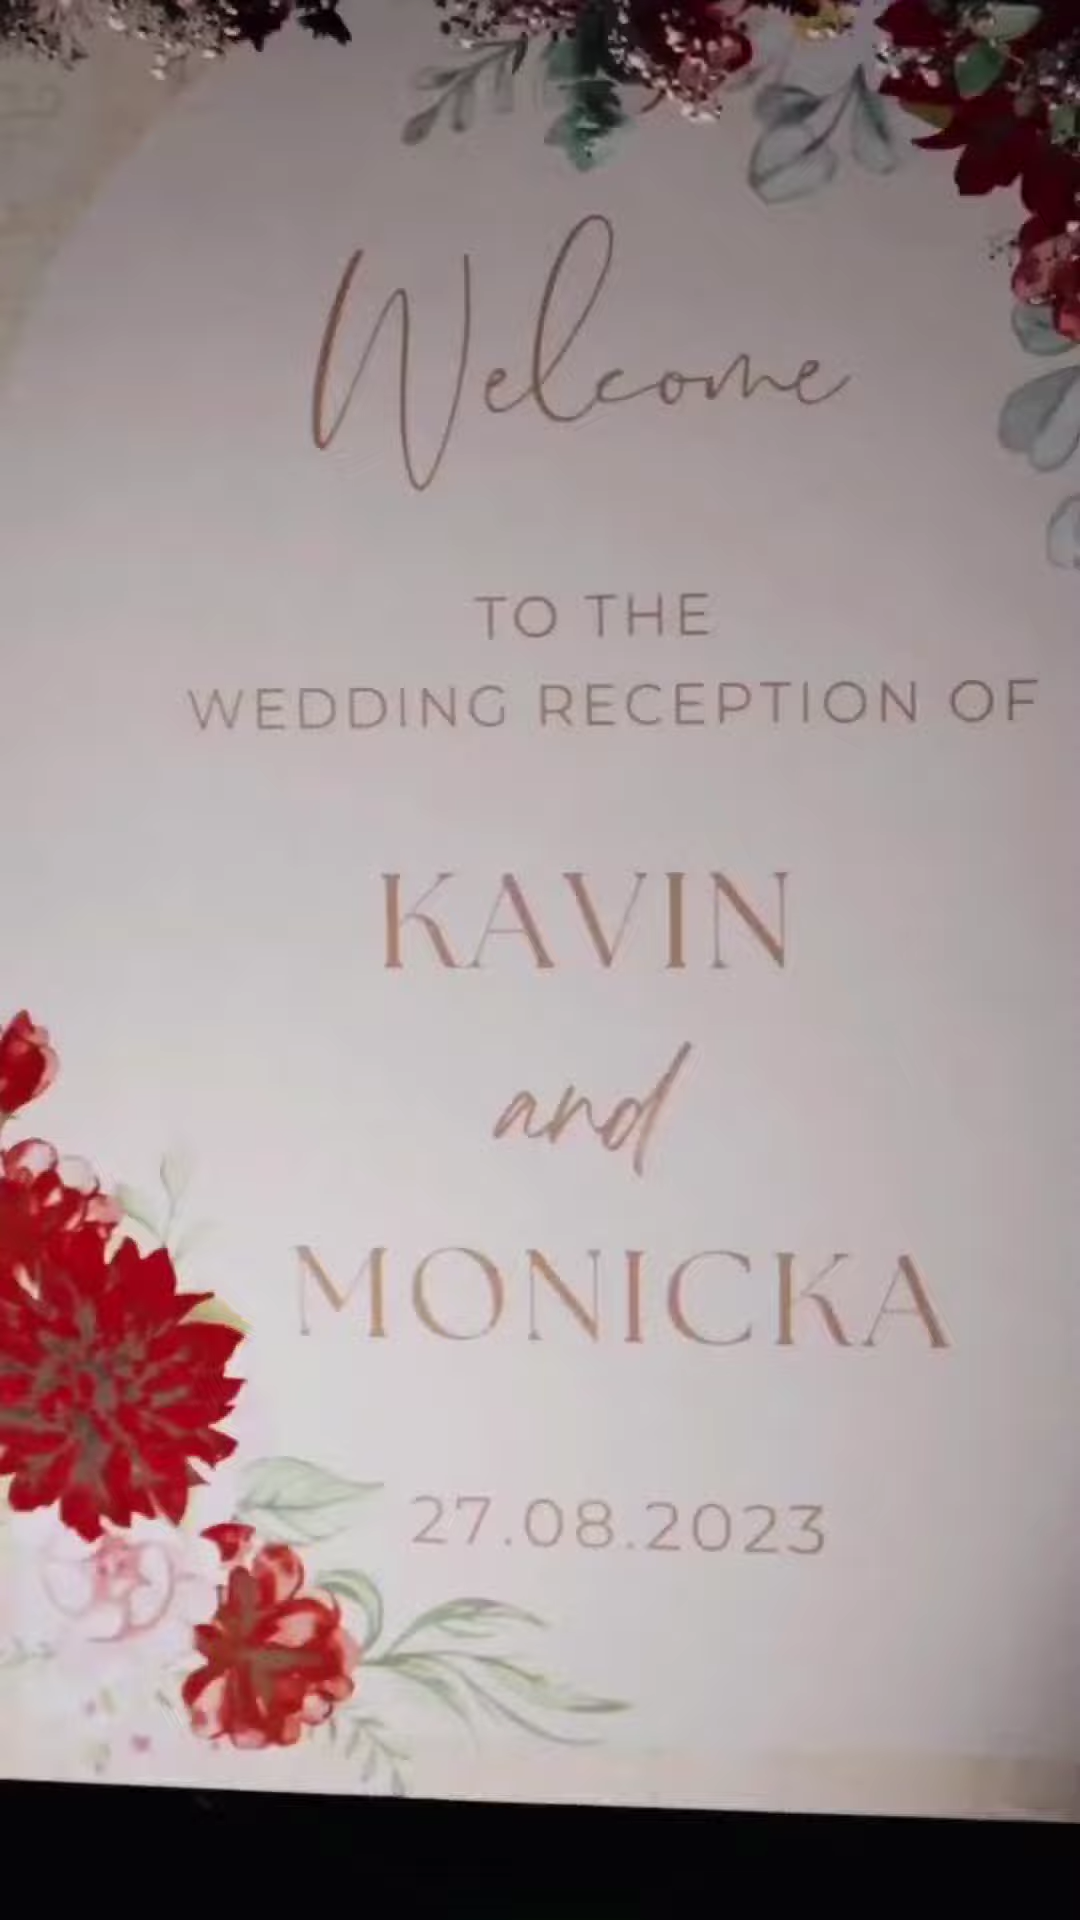 Welcome
TO THE
WEDDING RECEPTION OF
KAVIN
and
MONICKA
27.08.2023